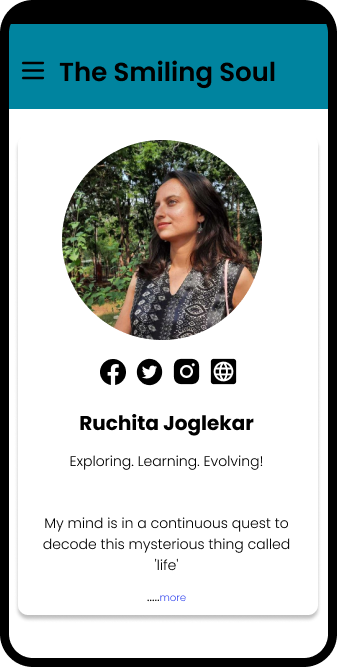 The Smiling Soul
Ruchita Joglekar
Exploring. Learning. Evolving!
My mind is in a continuous quest to
decode this mysterious thing called
'life'
.....more